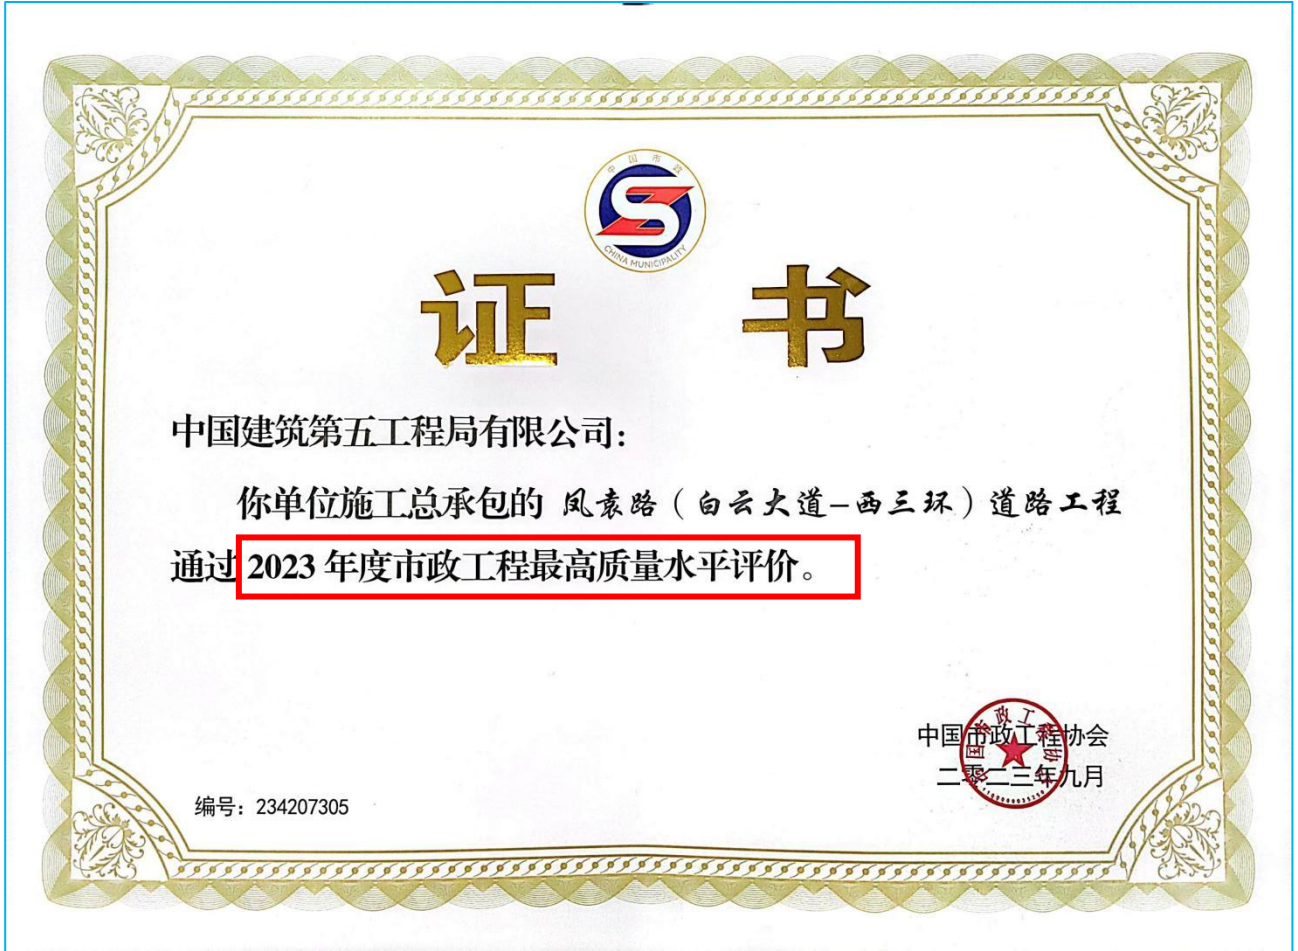 中国市政
CHINA MUNICIPALITY
证 书
中国建筑第五工程局有限公司：
你单位施工总承包的 凤袁路（白云大道-西三环）道路工程
通过 2023 年度市政工程最高质量水平评价。
中国市政工程协会
二零二三年九月
编号：234207305